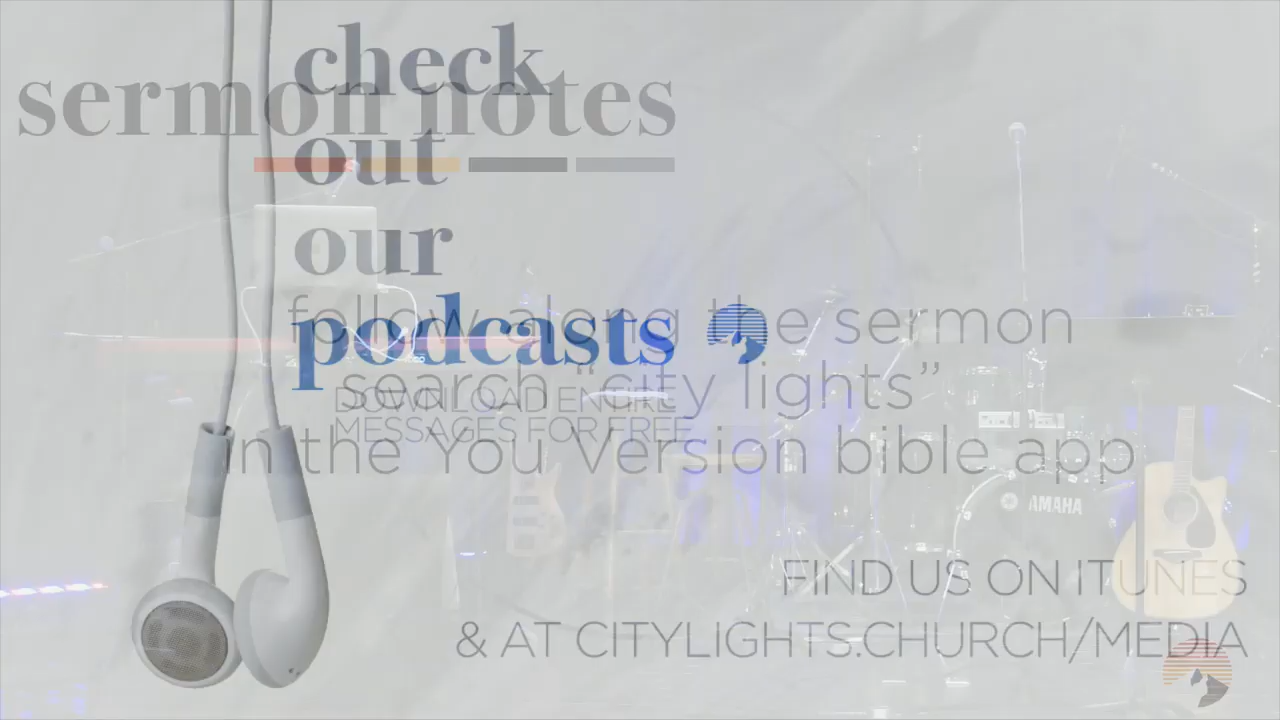 check
sermon notes
out
our
podcasts
follow along the sermon
search "city lights"
in the You Version bible app
DOWNLOAD ENTIRE
MESSAGES FOR FREE
YAMAHA
FIND US ON ITUNES
& AT CITYLIGHTS.CHURCH/MEDIA